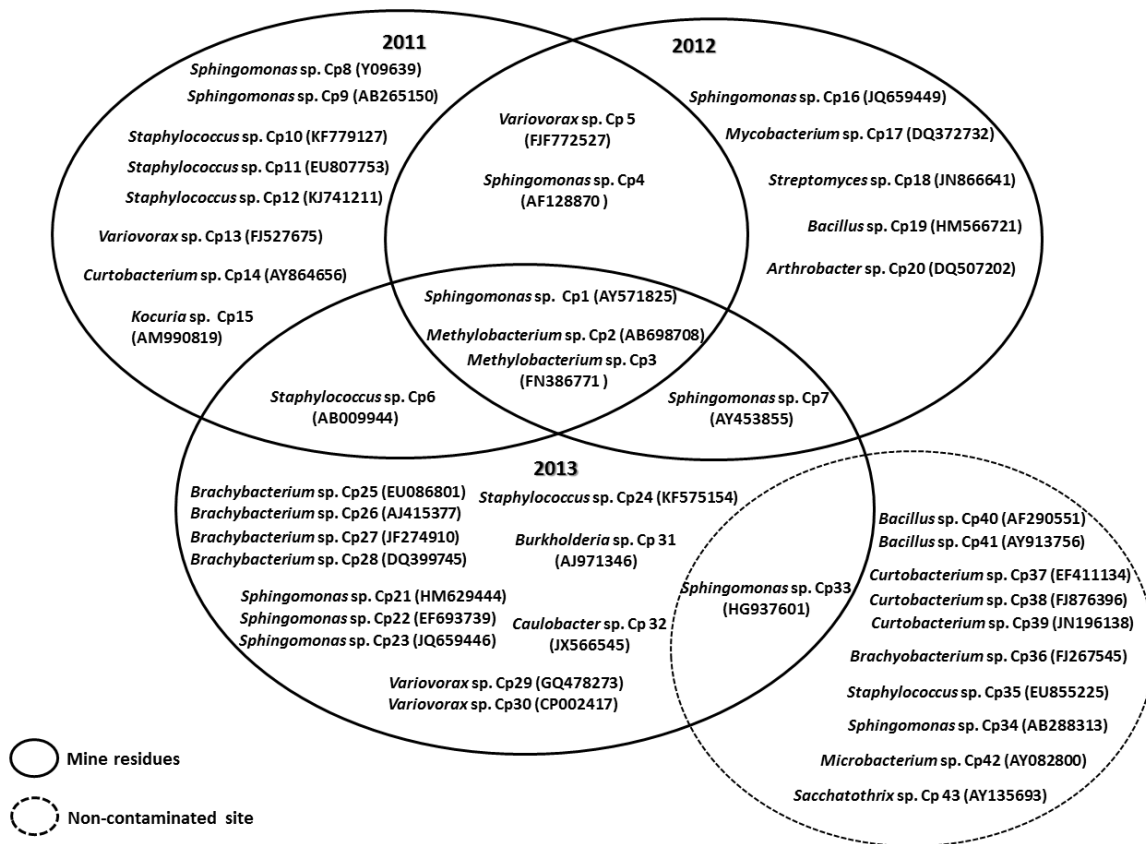 2011
Sphingomonas sp. Cp8 (Y09639)
Sphingomonas sp. Cp9 (AB265150)
Staphylococcus sp. Cp10 (KF779127)
Staphylococcus sp. Cp11 (EU807753)
Staphylococcus sp. Cp12 (KJ741211)
Variovorax sp. Cp13 (FJ527675)
Curtobacterium sp. Cp14 (AY864656)
Kocuria sp. Cp15
(AM990819)
Variovorax sp. Cp 5
(FJF772527)
Sphingomonas sp. Cp4
(AF128870 )
2012
Sphingomonas sp. Cp16 (JQ659449)
Mycobacterium sp. Cp17 (DQ372732)
Streptomyces sp. Cp18 (JN866641)
Bacillus sp. Cp19 (HM566721)
Arthrobacter sp. Cp20 (DQ507202)
Sphingomonas sp. Cp1 (AY571825)
Methylobacterium sp. Cp2 (AB698708)
Methylobacterium sp. Cp3
(FN386771 )
Staphylococcus sp. Cp6
(AB009944)
Sphingomonas sp. Cp7
(AY453855)
2013
Brachybacterium sp. Cp25 (EU086801)
Brachybacterium sp. Cp26 (AJ415377)
Brachybacterium sp. Cp27 (JF274910)
Brachybacterium sp. Cp28 (DQ399745)
Staphylococcus sp. Cp24 (KF575154)
Burkholderia sp. Cp 31
(AJ971346)
Sphingomonas sp. Cp21 (HM629444)
Sphingomonas sp. Cp22 (EF693739)
Sphingomonas sp. Cp23 (JQ659446)
Caulobacter sp. Cp 32
(JX566545)
Variovorax sp. Cp29 (GQ478273)
Variovorax sp. Cp30 (CP002417)
Sphingomonas sp. Cp33
(HG937601)
Bacillus sp. Cp40 (AF290551)
Bacillus sp. Cp41 (AY913756)
Curtobacterium sp. Cp37 (EF411134)
Curtobacterium sp. Cp38 (FJ876396)
Curtobacterium sp. Cp39 (JN196138)
Brachyobacterium sp. Cp36 (FJ267545)
Staphylococcus sp. Cp35 (EU855225)
Sphingomonas sp. Cp34 (AB288313)
Microbacterium sp. Cp42 (AY082800)
Sacchatothrix sp. Cp 43 (AY135693)
Mine residues
Non-contaminated site